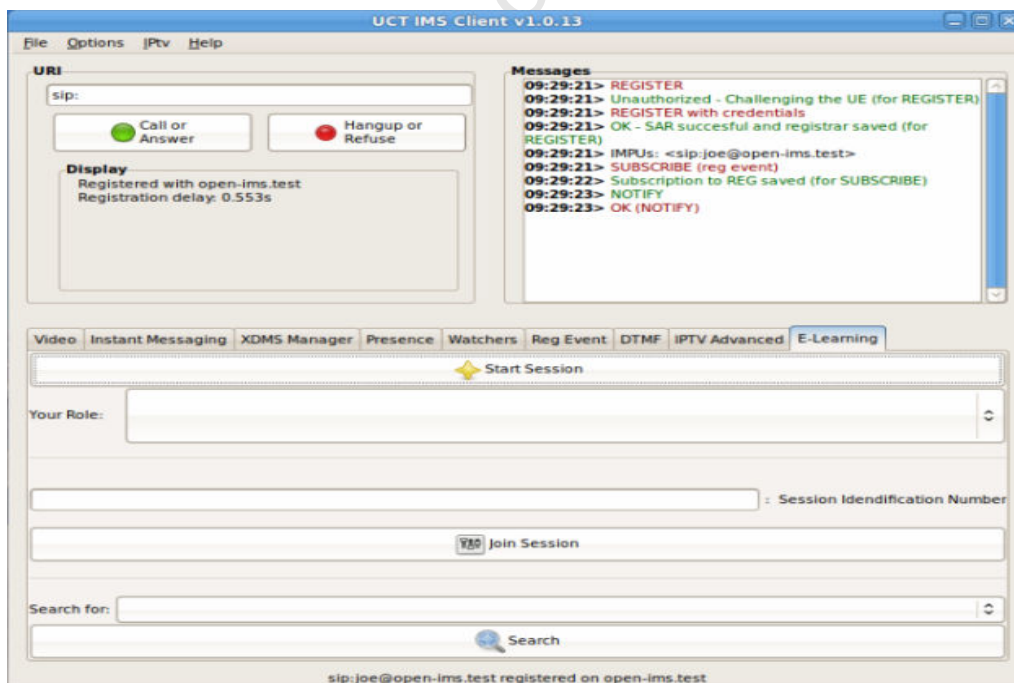 UCT IMS Client v1.0.13
File Options IPtv Help
URI
sip:
Call or
Answer
Hangup or
Refuse
Display
Registered with open-ims.test
Registration delay: 0.553s
Messages
09:29:21> REGISTER
09:29:21> Unauthorized - Challenging the UE (for REGISTER)
09:29:21> REGISTER with credentials
09:29:21> OK - SAR succesful and registrar saved (for
REGISTER)
09:29:21> IMPUs: <sip:joe@open-ims.test>
09:29:21> SUBSCRIBE (reg event)
09:29:22> Subscription to REG saved (for SUBSCRIBE)
09:29:23> NOTIFY
09:29:23> OK (NOTIFY)
Video Instant Messaging XDMS Manager Presence Watchers Reg Event DTMF IPTV Advanced E-Learning
Start Session
Your Role:
: Session Idendification Number
Join Session
Search for:
Search
sip:joe@open-ims.test registered on open-ims.test